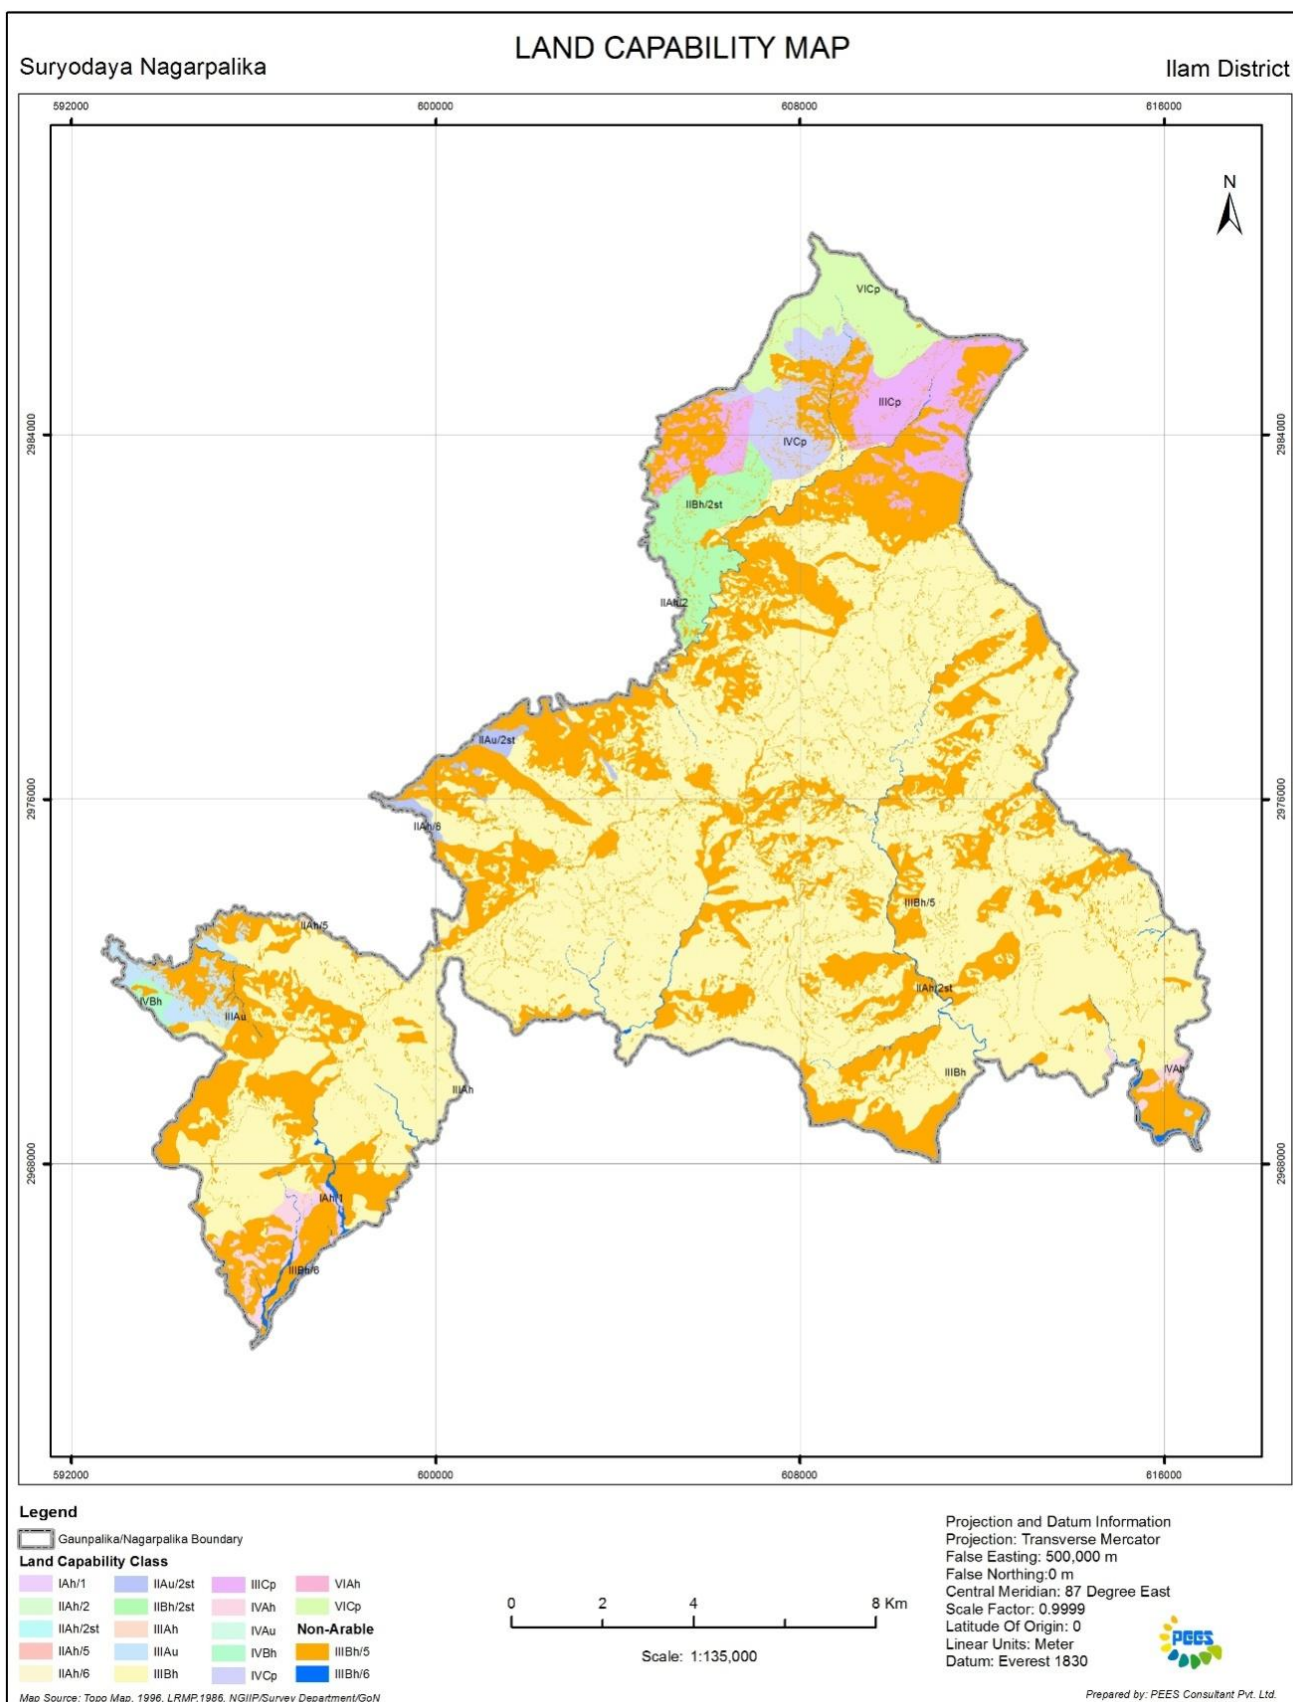 LAND CAPABILITY MAP
Suryodaya Nagarpalika
Ilam District
592000
600000
608000
616000
N
VICp
IIICp
2984000
2984000
IVCp
IIBh/2st
IIAh/2
IIAu/2st
2976000
2976000
IIAh/6
IIIBh/5
IIAh/5
IIAh/2st
IVBh
IIIAu
IIIBh
IVAh
IIIAh
2968000
2968000
IAh/1
IIIBh/6
592000
600000
608000
616000
Legend
Gaunpalika/Nagarpalika Boundary
Land Capability Class
IAh/1
IIAh/2
IIAh/2st
IIAh/5
IIAh/6
IIAu/2st
IIBh/2st
IIIAh
IIIAu
IIIBh
IIICp
IVAh
IVAu
IVBh
IVCp
VIAh
VICp
Non-Arable
IIIBh/5
IIIBh/6
0 2 4 8 Km
Scale: 1:135,000
Projection and Datum Information
Projection: Transverse Mercator
False Easting: 500,000 m
False Northing:0 m
Central Meridian: 87 Degree East
Scale Factor: 0.9999
Latitude Of Origin: 0
Linear Units: Meter
Datum: Everest 1830
PEES
Map Source: Topo Map, 1996, LRMP,1986, NGIIP/Survey Department/GoN
Prepared by: PEES Consultant Pvt. Ltd.